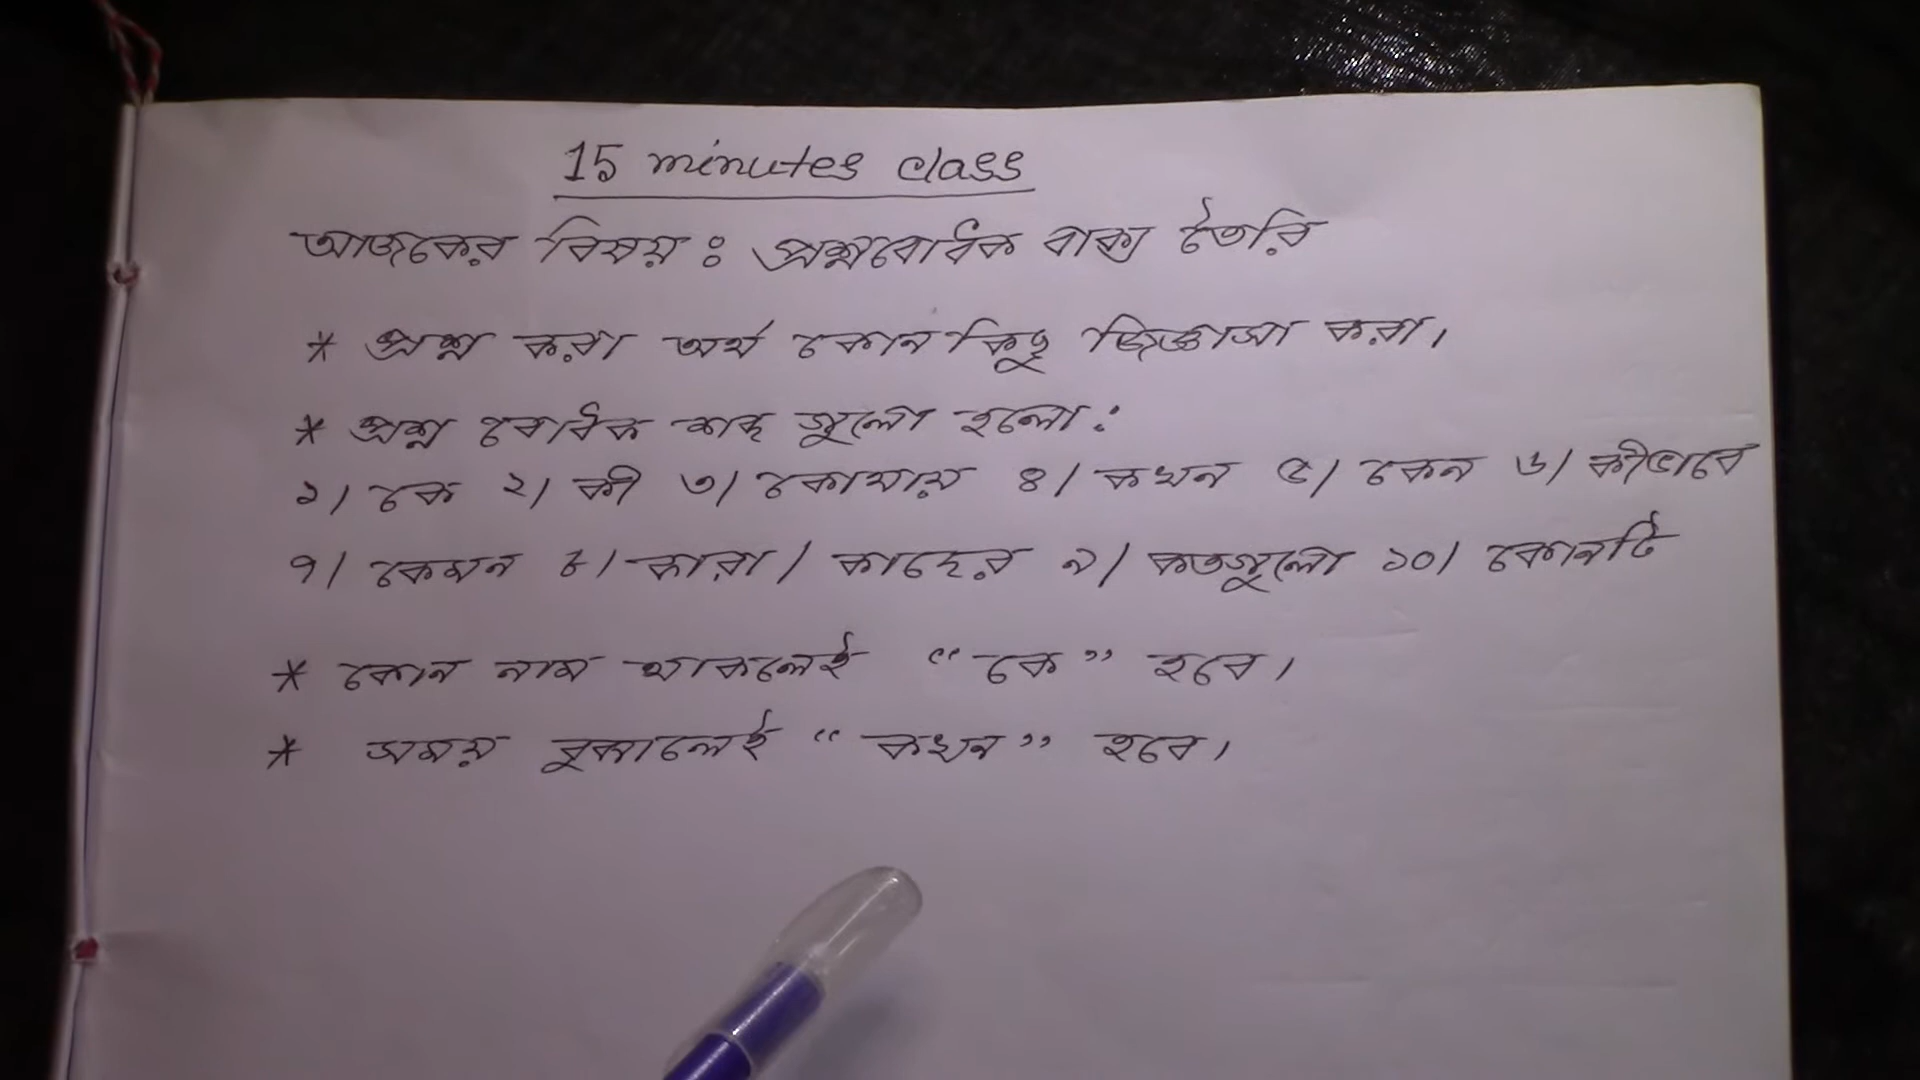 15 minutes class
আজকের বিষয় : প্রশ্নবোধক বাক্য তৈরি
* প্রশ্ন করা অর্থ কোন কিছু জিজ্ঞাসা করা।
* প্রশ্ন বোধক শব্দ গুলো হলো :
১/ কে ২/ কী ৩/ কোথায় ৪/ কখন ৫/ কেন ৬/ কীভাবে
৭/ কেমন ৮/ কারা/ কাদের ৯/ কতগুলো ১০/ কোনটি
* কোন নাম থাকলেই “কে” হবে।
* সময় বুঝালেই “কখন” হবে।